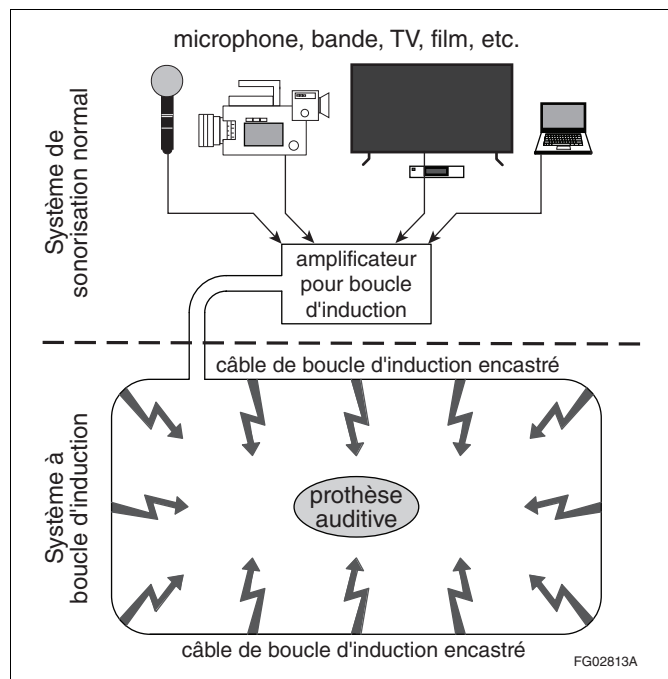 microphone, bande, TV, film, etc.
Système de
sonorisation normal
amplificateur
pour boucle
d'induction
câble de boucle d'induction encastré
Système à
boucle d'induction
prothèse
auditive
câble de boucle d'induction encastré
FG02813A